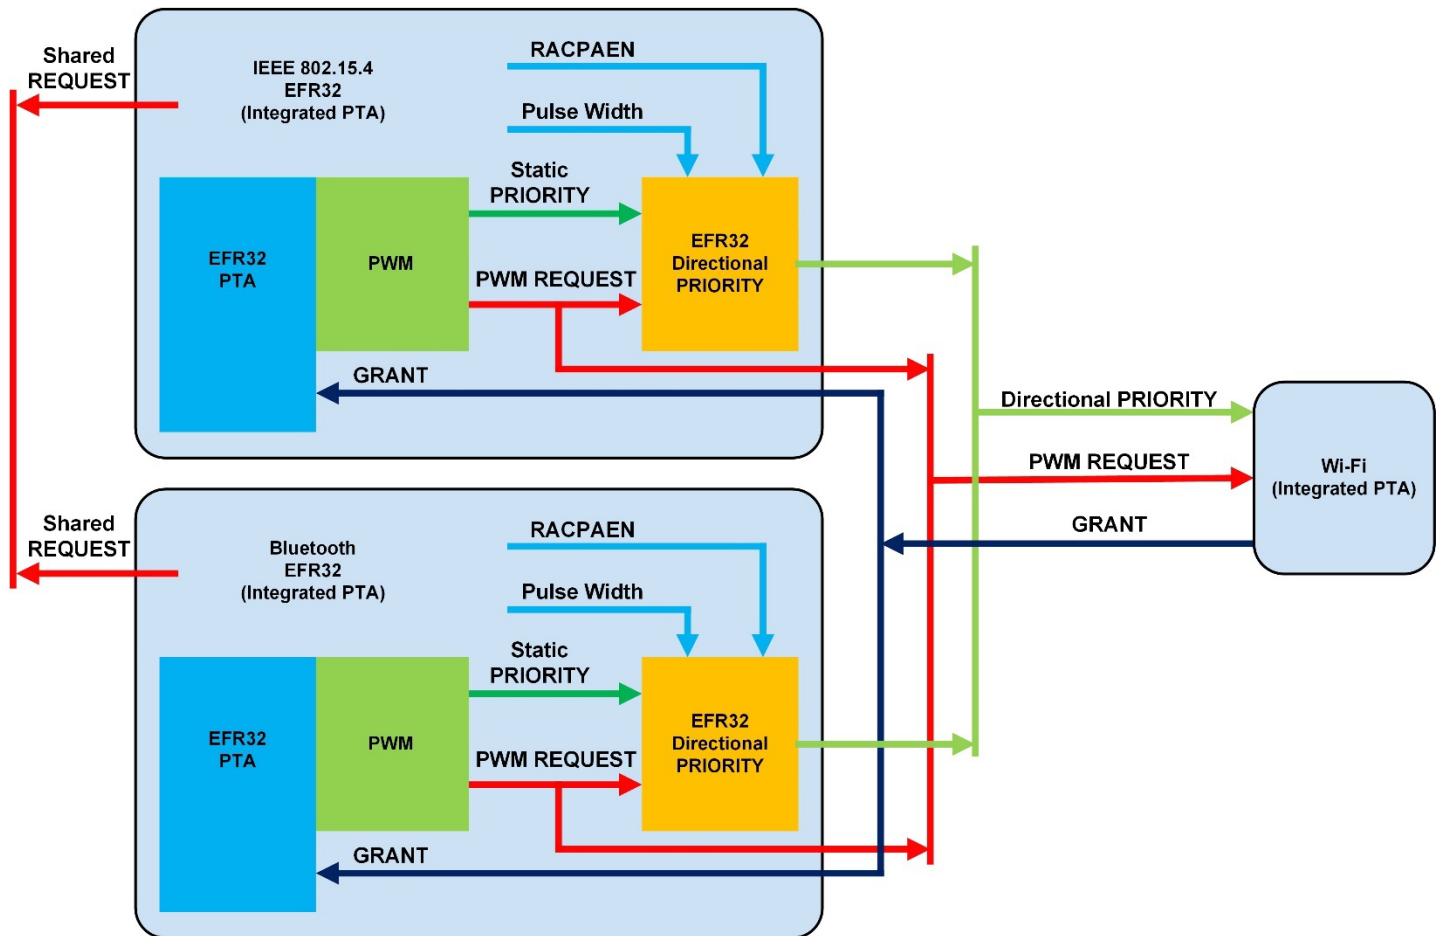 Shared
REQUEST
IEEE 802.15.4
EFR32
(Integrated PTA)
RACPAEN
Pulse Width
Static
PRIORITY
EFR32
PTA
PWM
PWM REQUEST
EFR32
Directional
PRIORITY
GRANT
Directional PRIORITY
PWM REQUEST
GRANT
Wi-Fi
(Integrated PTA)
Shared
REQUEST
Bluetooth
EFR32
(Integrated PTA)
RACPAEN
Pulse Width
Static
PRIORITY
EFR32
PTA
PWM
PWM REQUEST
EFR32
Directional
PRIORITY
GRANT